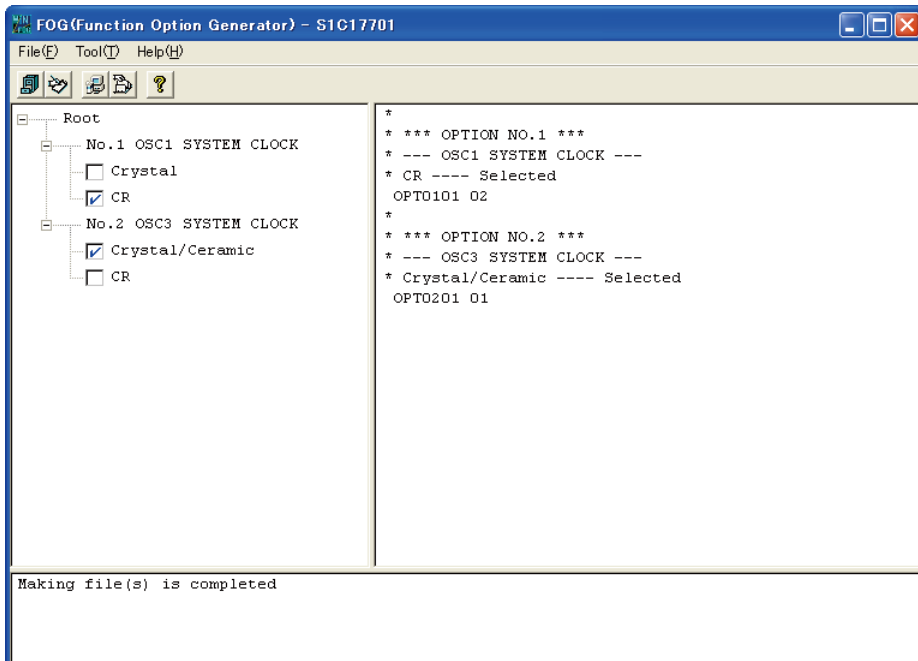 FOG(Function Option Generator) - S1C17701
File(F) Tool(T) Help(H)
Root
No.1 OSC1 SYSTEM CLOCK
Crystal
CR
No.2 OSC3 SYSTEM CLOCK
Crystal/Ceramic
CR
*
* *** OPTION NO.1 ***
* --- OSC1 SYSTEM CLOCK ---
* CR ---- Selected
OPT0101 02
*
* *** OPTION NO.2 ***
* --- OSC3 SYSTEM CLOCK ---
* Crystal/Ceramic ---- Selected
OPT0201 01
Making file(s) is completed